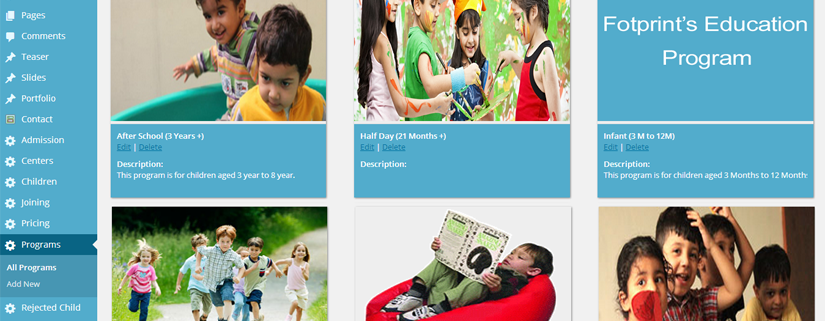 Pages
Comments
Teaser
Slides
Portfolio
Contact
Admission
Centers
Children
Joining
Pricing
Programs
All Programs
Add New
Rejected Child
After School (3 Years +)
Edit | Delete
Description:
This program is for children aged 3 year to 8 year.
Half Day (21 Months +)
Edit | Delete
Description:
Fotprint's Education
Program
Infant (3 M to 12M)
Edit | Delete
Description:
This program is for children aged 3 Months to 12 Month: